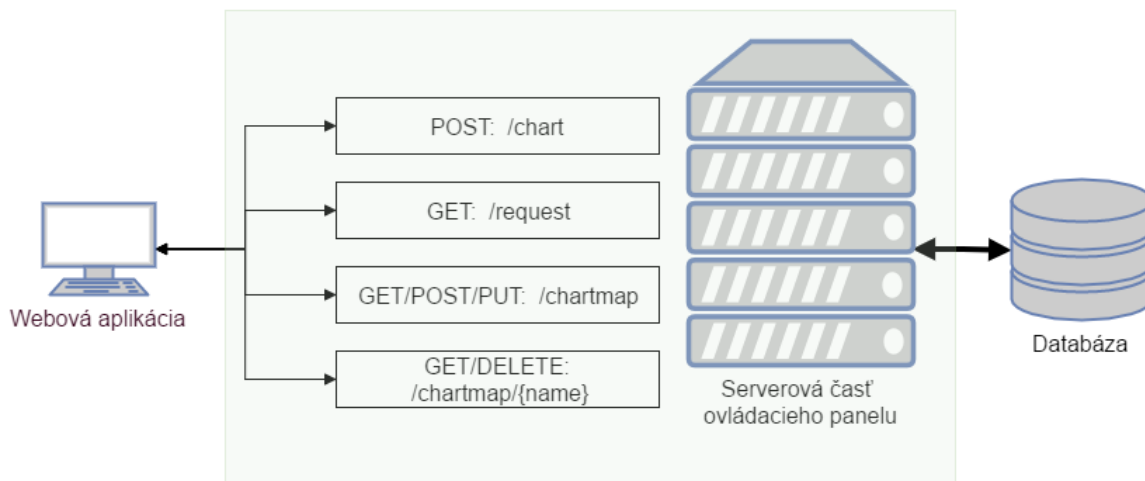 POST: /chart
GET: /request
GET/POST/PUT: /chartmap
GET/DELETE:
/chartmap/{name}
Webová aplikácia
Serverová časť
ovládacieho panelu
Databáza